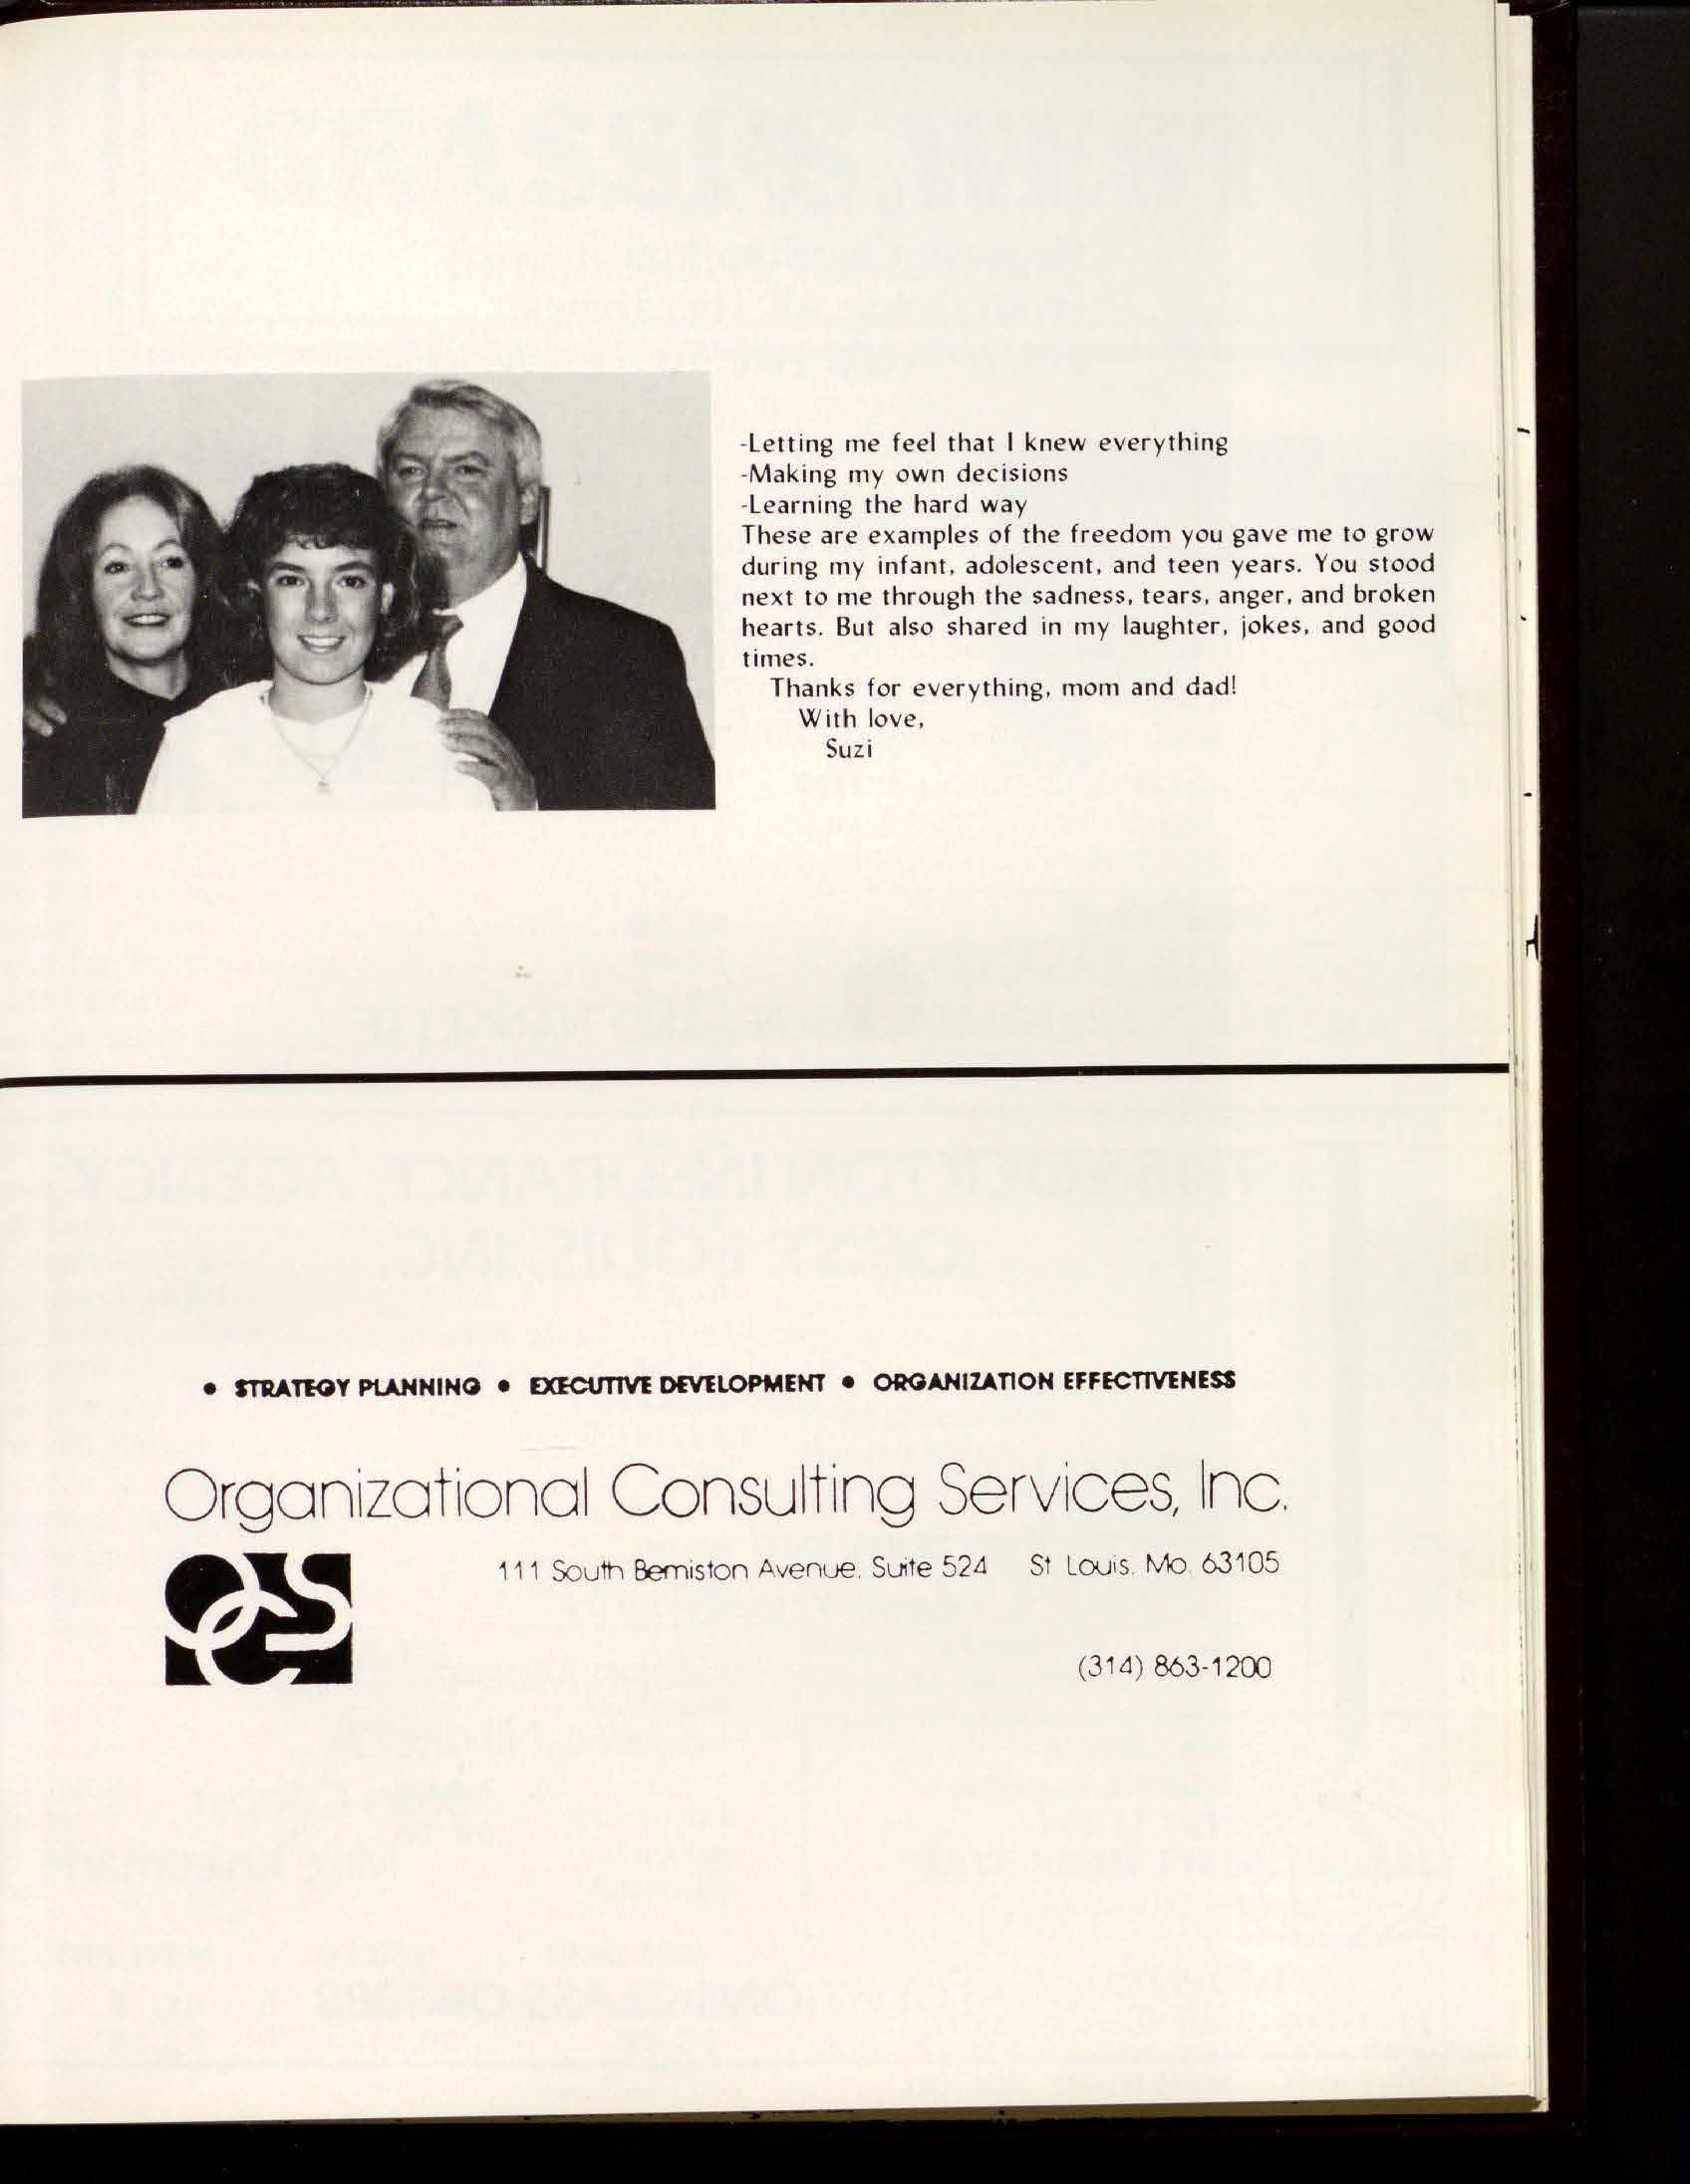 -Letting me feel that I knew everything
-Making my own decisions
-Learning the hard way
These are examples of the freedom you gave me to grow
during my infant, adolescent, and teen years. You stood
next to me through the sadness, tears, anger, and broken
hearts. But also shared in my laughter, jokes, and good
times.
Thanks for everything, mom and dad!
With love,
Suzi
• STRATEGY PLANNING • EXECUTIVE DEVELOPMENT • ORGANIZATION EFFECTIVENESS
Organizational Consulting Services, Inc.
111 South Bemiston Avenue, Suite 524 St Louis, Mo. 63105
OCS
(314) 863-1200